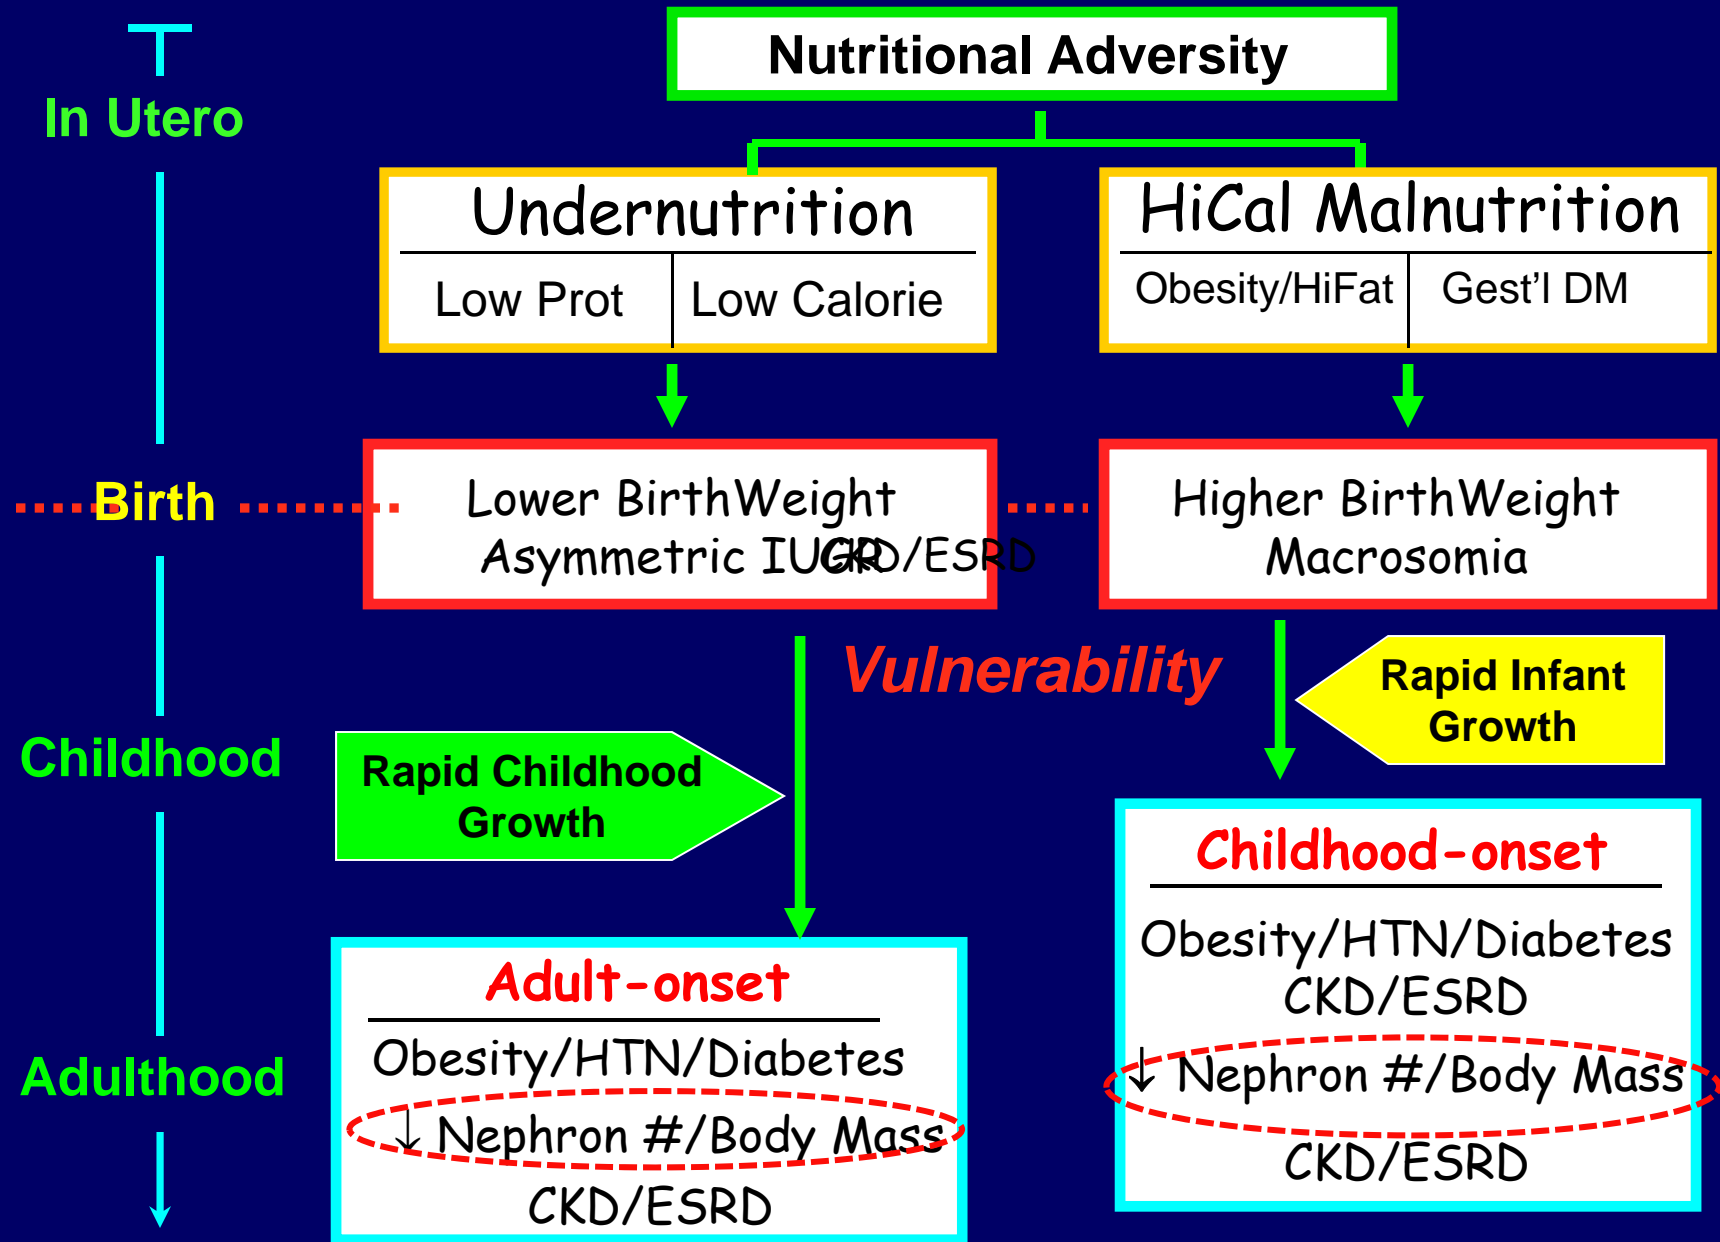 Nutritional Adversity
In Utero
Undernutrition
Low Prot
Low Calorie
HiCal Malnutrition
Obesity/HiFat
Gest’l DM
Birth
Lower BirthWeight
Asymmetric IUGR
CKD/ESRD
Higher BirthWeight
Macrosomia
Vulnerability
Rapid Infant
Growth
Childhood
Rapid Childhood
Growth
Childhood-onset
Obesity/HTN/Diabetes
CKD/ESRD
↓ Nephron #/Body Mass
CKD/ESRD
Adulthood
Adult-onset
Obesity/HTN/Diabetes
↓ Nephron #/Body Mass
CKD/ESRD